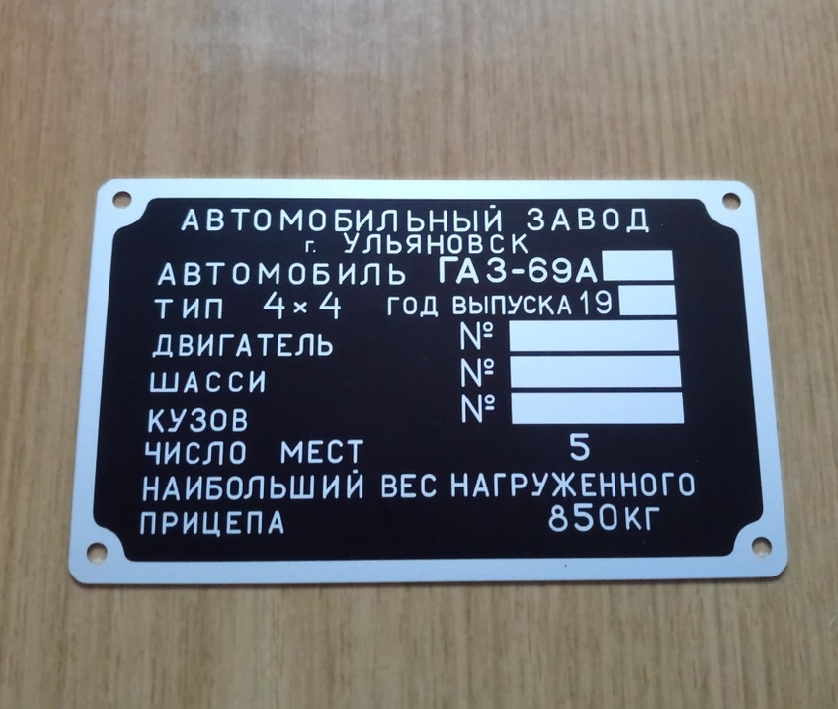 АВТОМОБИЛЬНЫЙ ЗАВОД
г. УЛЬЯНОВСК
АВТОМОБИЛЬ ГАЗ-69А
ТИП 4×4 ГОД ВЫПУСКА 19
ДВИГАТЕЛЬ №
ШАССИ №
КУЗОВ №
ЧИСЛО МЕСТ 5
НАИБОЛЬШИЙ ВЕС НАГРУЖЕННОГО
ПРИЦЕПА 850КГ